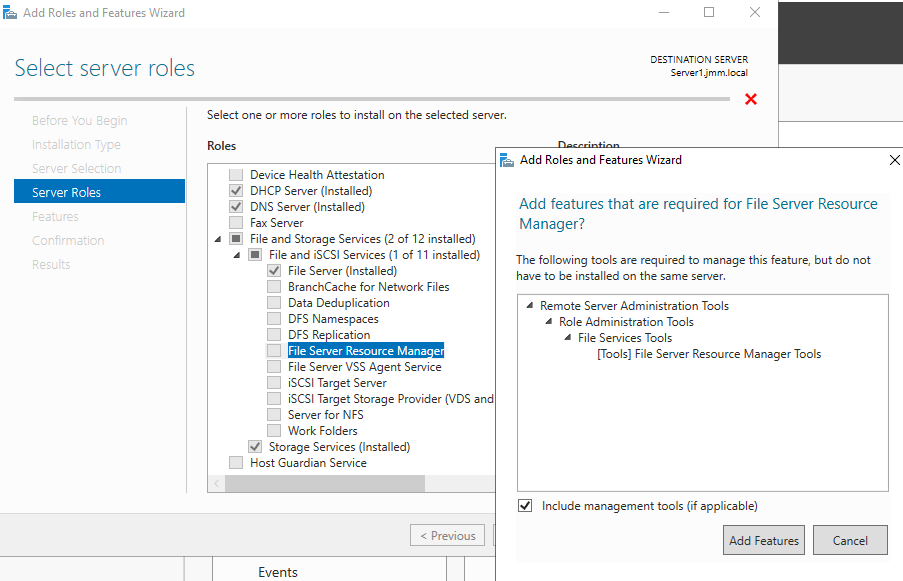 Add Roles and Features Wizard
Select server roles
DESTINATION SERVER
Server1.jmm.local
Before You Begin
Installation Type
Server Selection
Server Roles
Features
Confirmation
Results
Select one or more roles to install on the selected server.
Roles
Description
Device Health Attestation
DHCP Server (Installed)
DNS Server (Installed)
Fax Server
File and Storage Services (2 of 12 installed)
File and iSCSI Services (1 of 11 installed)
File Server (Installed)
BranchCache for Network Files
Data Deduplication
DFS Namespaces
DFS Replication
File Server Resource Manager
File Server VSS Agent Service
iSCSI Target Server
iSCSI Target Storage Provider (VDS and
Server for NFS
Work Folders
Storage Services (Installed)
Host Guardian Service
< Previous
Events
Add Roles and Features Wizard
Add features that are required for File Server Resource
Manager?
The following tools are required to manage this feature, but do not
have to be installed on the same server.
Remote Server Administration Tools
Role Administration Tools
File Services Tools
[Tools] File Server Resource Manager Tools
Include management tools (if applicable)
Add Features
Cancel